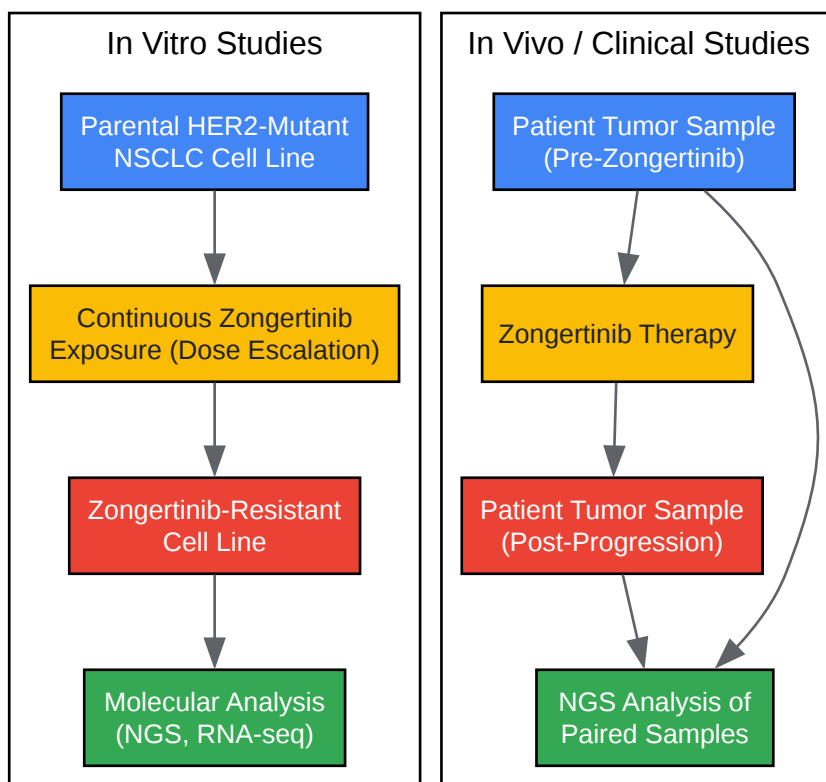 In Vitro Studies
Parental HER2-Mutant
NSCLC Cell Line
Continuous Zongertinib
Exposure (Dose Escalation)
Zongertinib-Resistant
Cell Line
Molecular Analysis
(NGS, RNA-seq)
In Vivo / Clinical Studies
Patient Tumor Sample
(Pre-Zongertinib)
Zongertinib Therapy
Patient Tumor Sample
(Post-Progression)
NGS Analysis of
Paired Samples